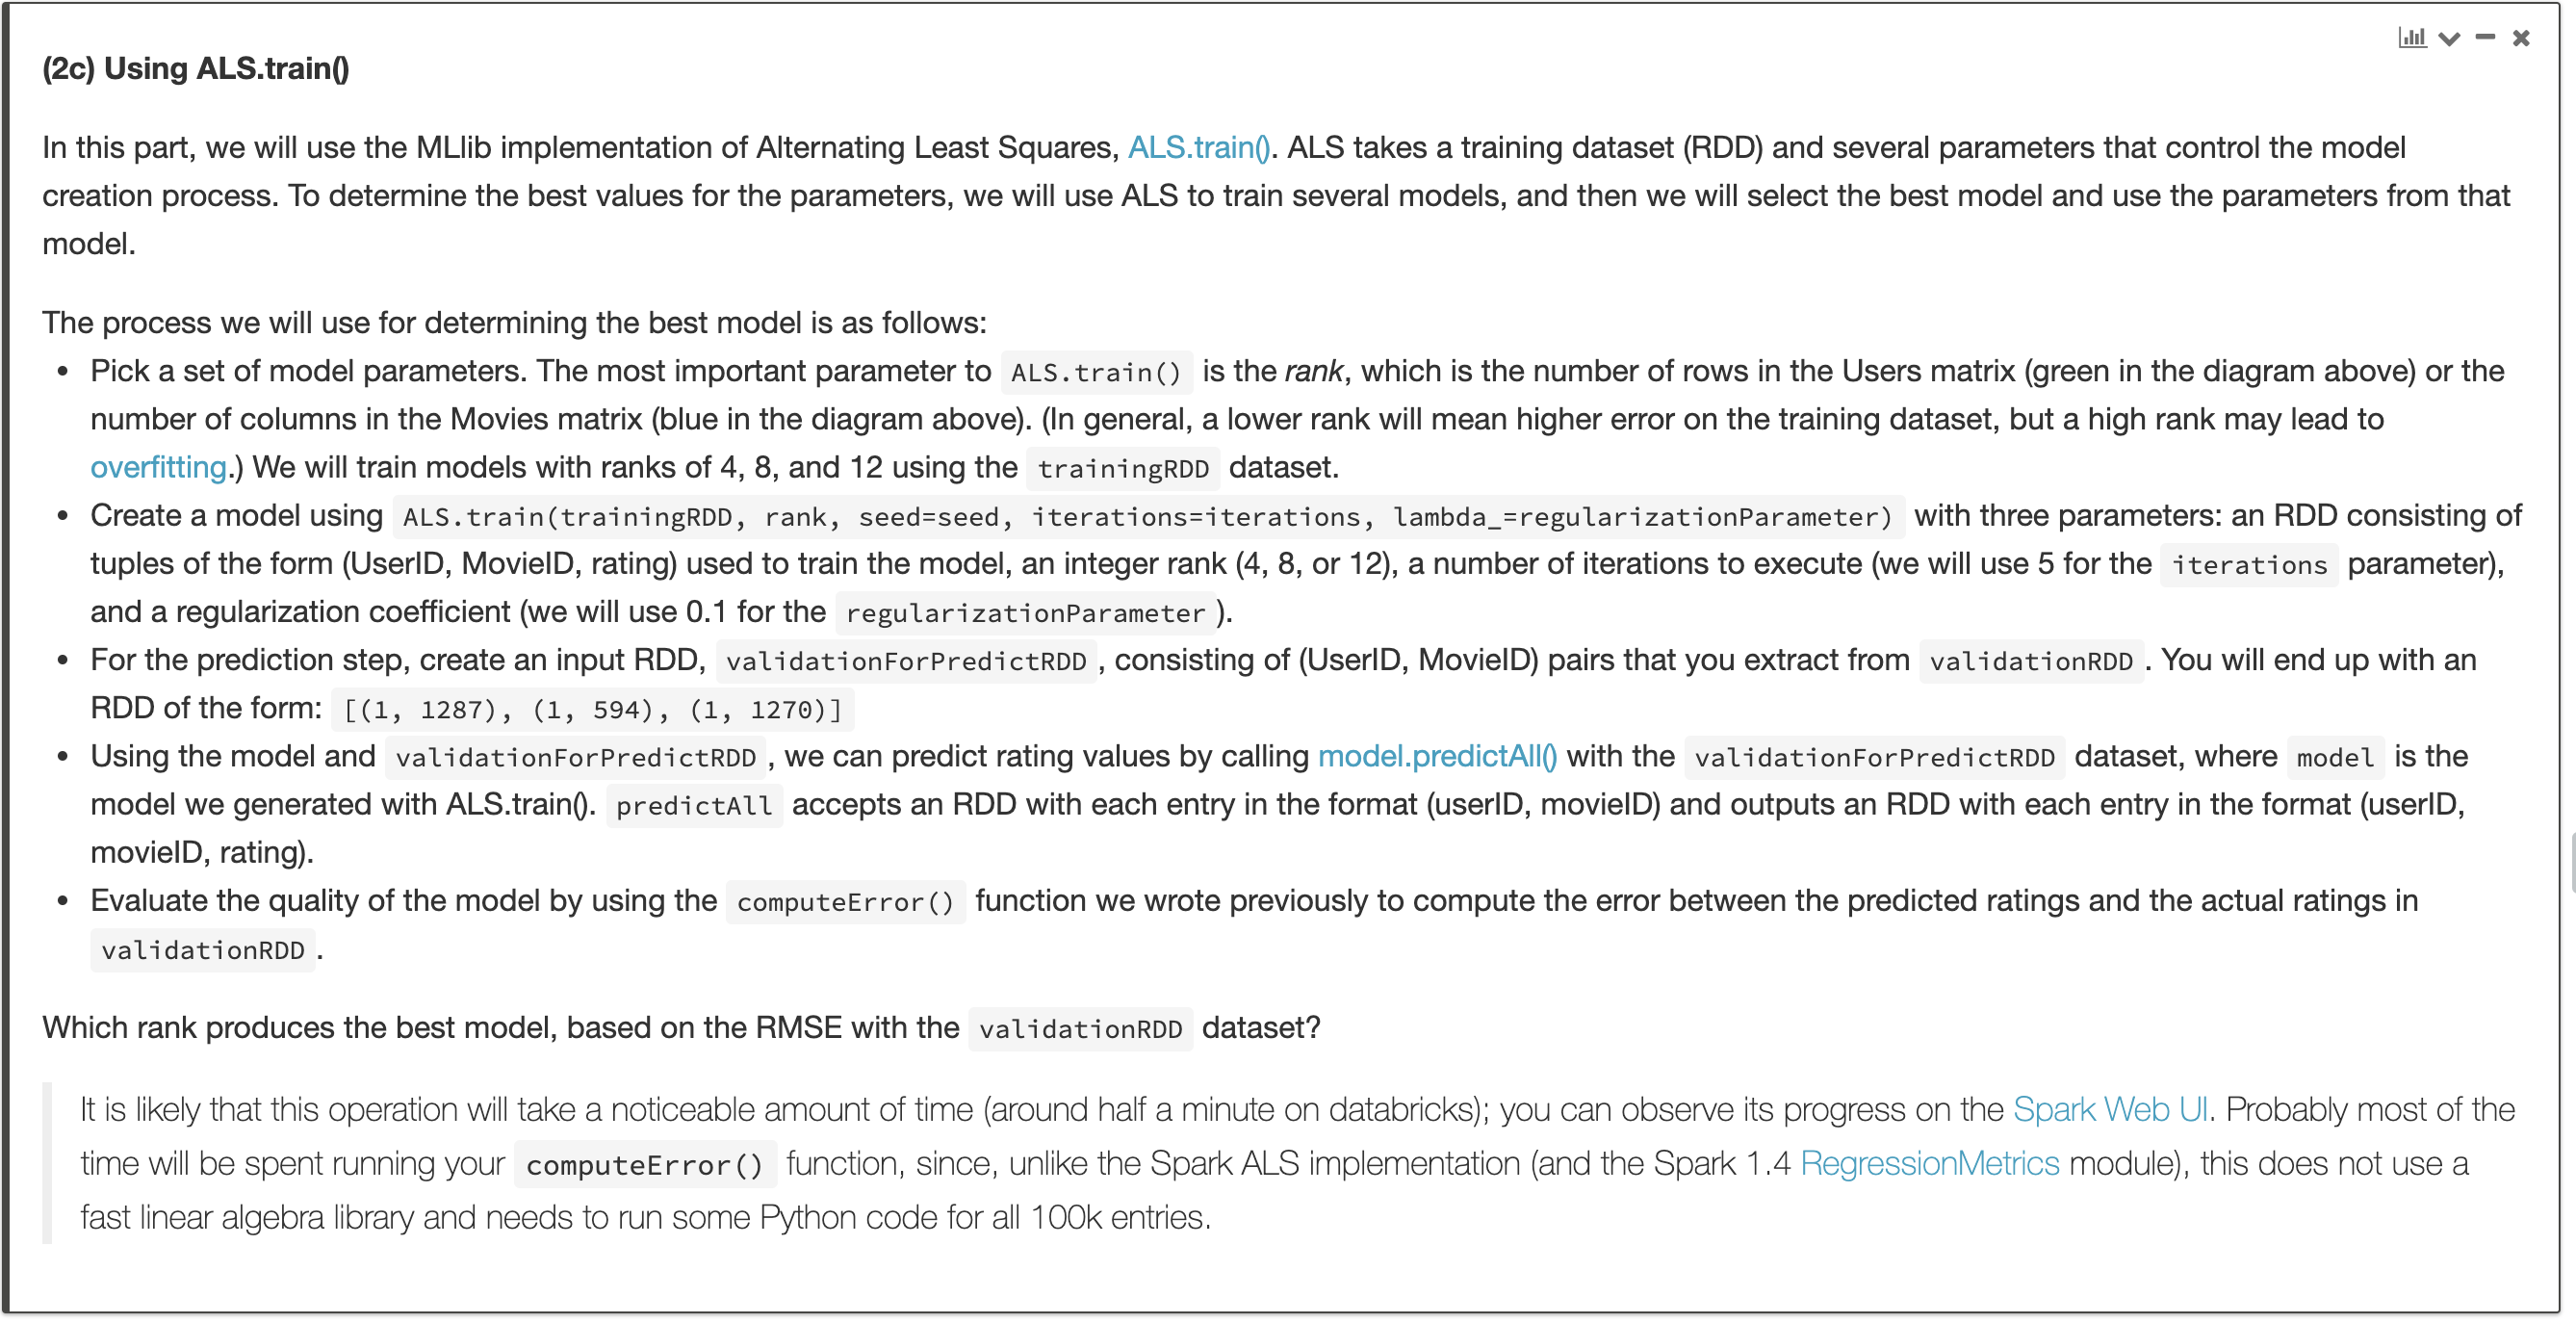 (2c) Using ALS.train()
In this part, we will use the MLlib implementation of Alternating Least Squares, ALS.train(). ALS takes a training dataset (RDD) and several parameters that control the model
creation process. To determine the best values for the parameters, we will use ALS to train several models, and then we will select the best model and use the parameters from that
model.
The process we will use for determining the best model is as follows:
• Pick a set of model parameters. The most important parameter to ALS.train() is the rank, which is the number of rows in the Users matrix (green in the diagram above) or the
number of columns in the Movies matrix (blue in the diagram above). (In general, a lower rank will mean higher error on the training dataset, but a high rank may lead to
overfitting.) We will train models with ranks of 4, 8, and 12 using the trainingRDD dataset.
• Create a model using ALS.train(trainingRDD, rank, seed=seed, iterations=iterations, lambda_=regularizationParameter) with three parameters: an RDD consisting of
tuples of the form (UserID, MovieID, rating) used to train the model, an integer rank (4, 8, or 12), a number of iterations to execute (we will use 5 for the iterations parameter),
and a regularization coefficient (we will use 0.1 for the regularizationParameter ).
• For the prediction step, create an input RDD, validationForPredictRDD , consisting of (UserID, MovieID) pairs that you extract from validationRDD . You will end up with an
RDD of the form: [(1, 1287), (1, 594), (1, 1270)]
• Using the model and validationForPredictRDD , we can predict rating values by calling model.predictAll() with the validationForPredictRDD dataset, where model is the
model we generated with ALS.train(). predictAll accepts an RDD with each entry in the format (userID, movieID) and outputs an RDD with each entry in the format (userID,
movieID, rating).
• Evaluate the quality of the model by using the computeError() function we wrote previously to compute the error between the predicted ratings and the actual ratings in
validationRDD .
Which rank produces the best model, based on the RMSE with the validationRDD dataset?
It is likely that this operation will take a noticeable amount of time (around half a minute on databricks); you can observe its progress on the Spark Web UI. Probably most of the
time will be spent running your computeError() function, since, unlike the Spark ALS implementation (and the Spark 1.4 RegressionMetrics module), this does not use a
fast linear algebra library and needs to run some Python code for all 100k entries.